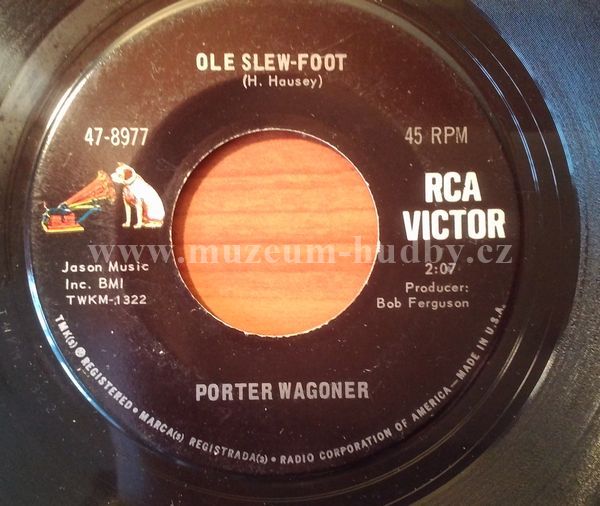 OLE SLEW-FOOT
(H. Hausey)
47-8977
45 RPM
RCA
VICTOR
www.muzeum-hudby.cz
Jason Music
Inc. BMI
TWKM-1322
2:07
Producer:
Bob Ferguson
PORTER WAGONER
TMK(s) ® REGISTERED • MARCA(s) REGISTRADA(s) • RADIO CORPORATION OF AMERICA—MADE IN U.S.A.